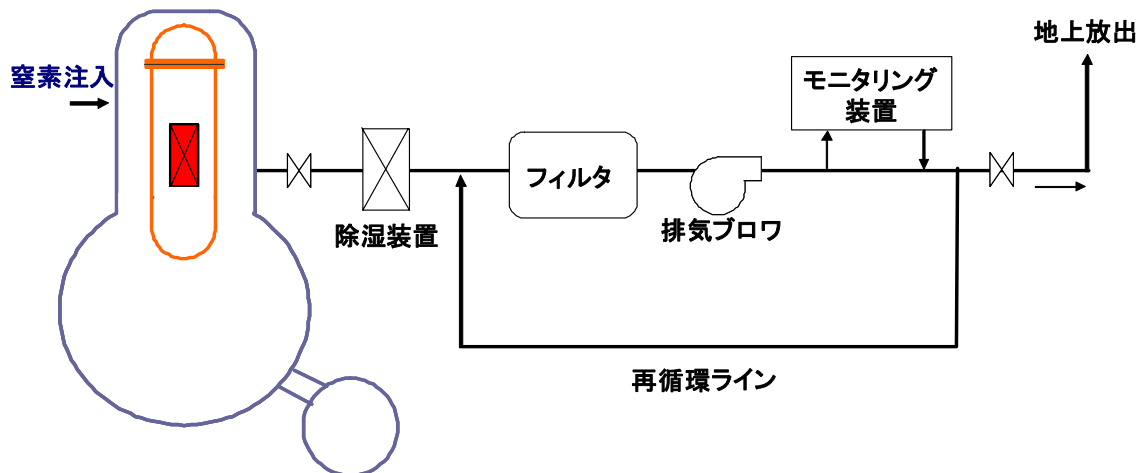 地上放出
窒素注入
モニタリング
装置
フィルタ
除湿装置
排気ブロワ
再循環ライン